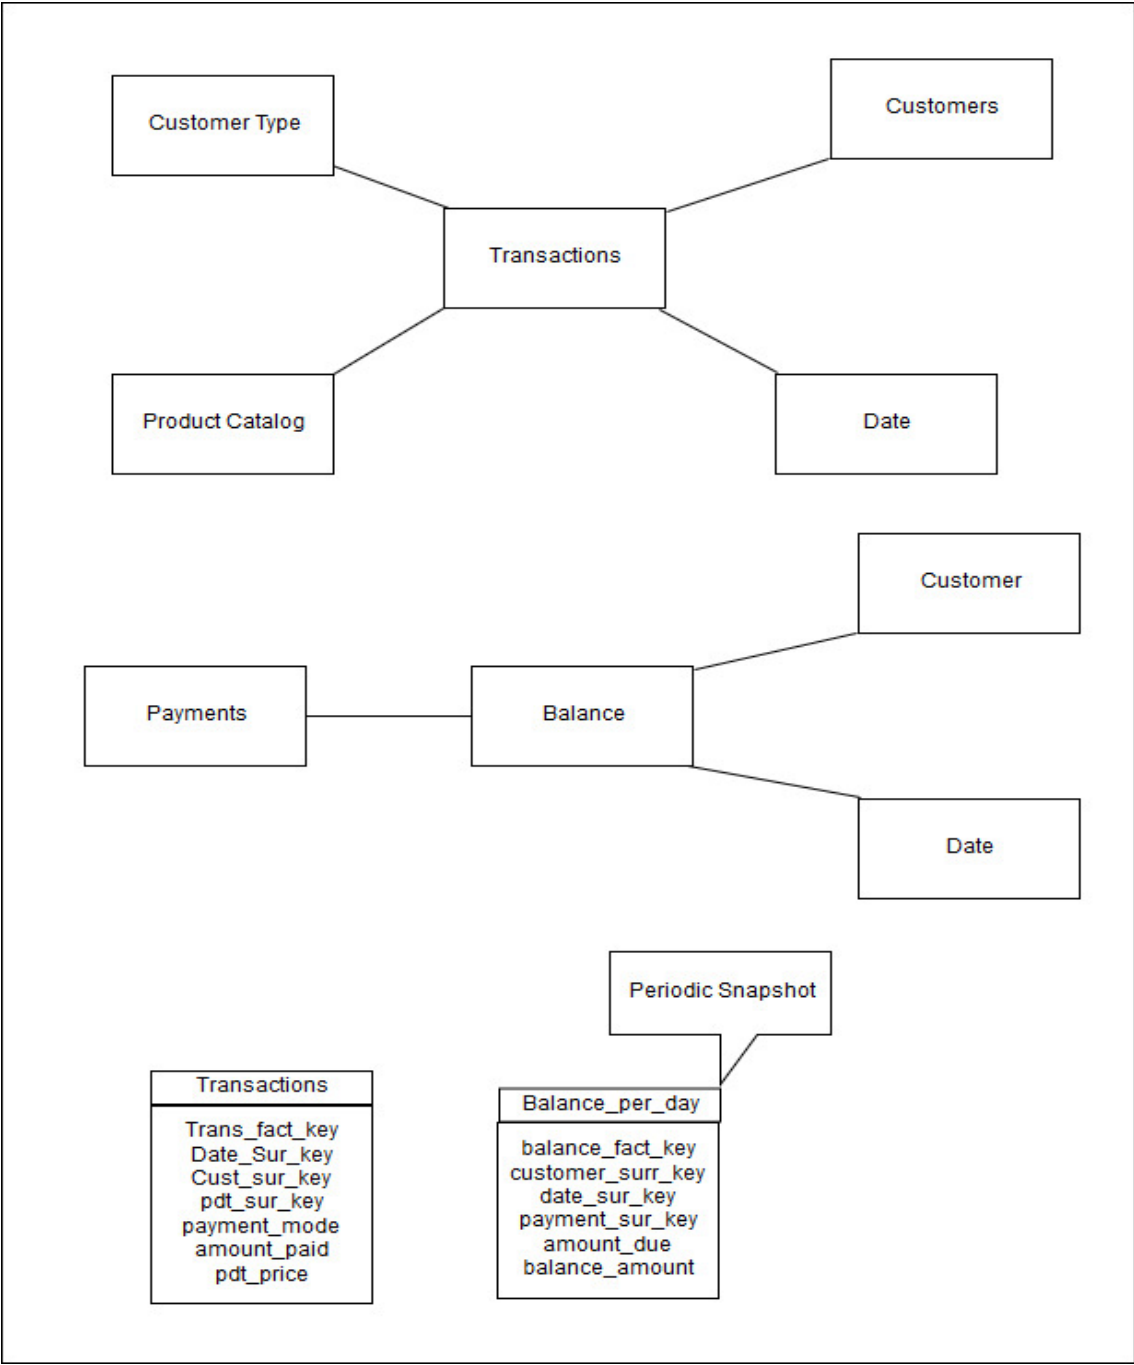 Customer Type
Customers
Transactions
Product Catalog
Date
Customer
Payments
Balance
Date
Periodic Snapshot
Transactions
Trans_fact_key
Date_Sur_key
Cust_sur_key
pdt_sur_key
payment_mode
amount_paid
pdt_price
Balance_per_day
balance_fact_key
customer_surr_key
date_sur_key
payment_sur_key
amount_due
balance_amount